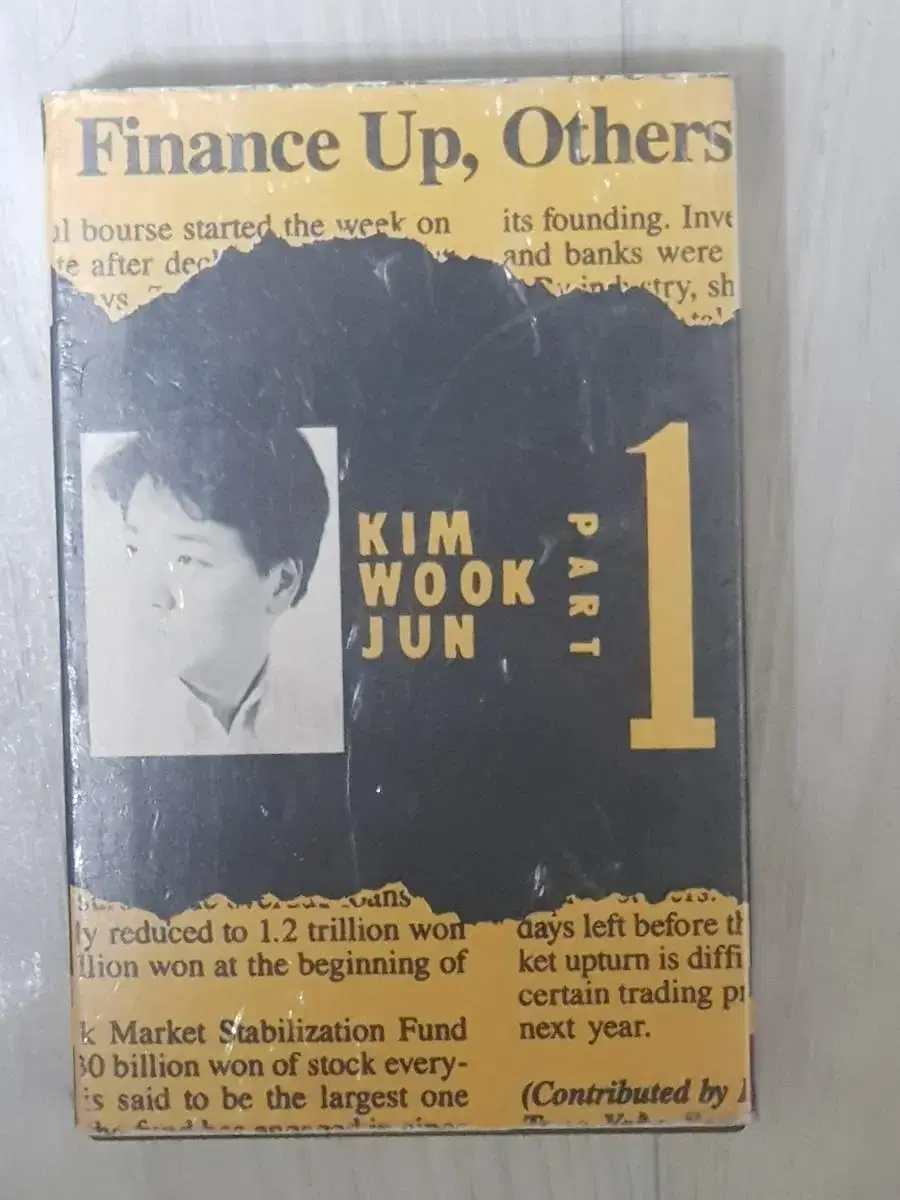 Finance Up, Others
bourse started the week on
after
its founding.
and banks were
KIM
WOOK
JUN
PART
1
reduced to 1.2 trillion won
won at the beginning of
Market Stabilization Fund
billion won of stock every-
is said to be the largest one
days left before
ket upturn is
certain trading
next year.
(Contributed by